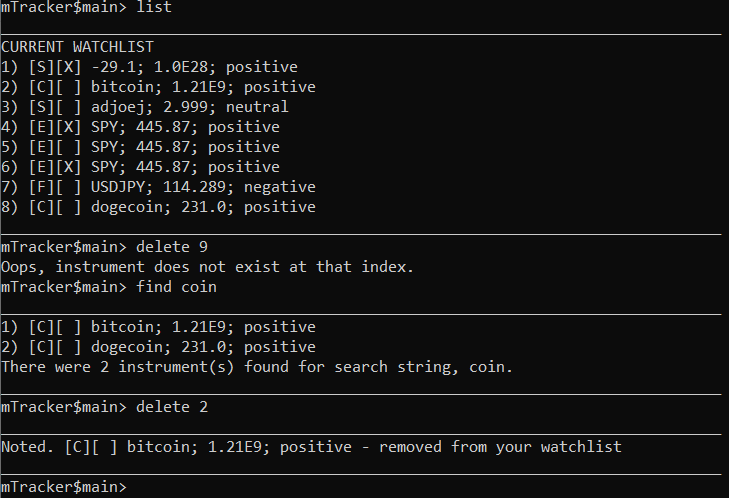 mTracker$main> list
CURRENT WATCHLIST
1) [S][X] -29.1; 1.0E28; positive
2) [C][ ] bitcoin; 1.21E9; positive
3) [S][ ] adjoej; 2.999; neutral
4) [E][X] SPY; 445.87; positive
5) [E][ ] SPY; 445.87; positive
6) [E][X] SPY; 445.87; positive
7) [F][ ] USDJPY; 114.289; negative
8) [C][ ] dogecoin; 231.0; positive
mTracker$main> delete 9
Oops, instrument does not exist at that index.
mTracker$main> find coin
1) [C][ ] bitcoin; 1.21E9; positive
2) [C][ ] dogecoin; 231.0; positive
There were 2 instrument(s) found for search string, coin.
mTracker$main> delete 2
Noted. [C][ ] bitcoin; 1.21E9; positive - removed from your watchlist
mTracker$main>